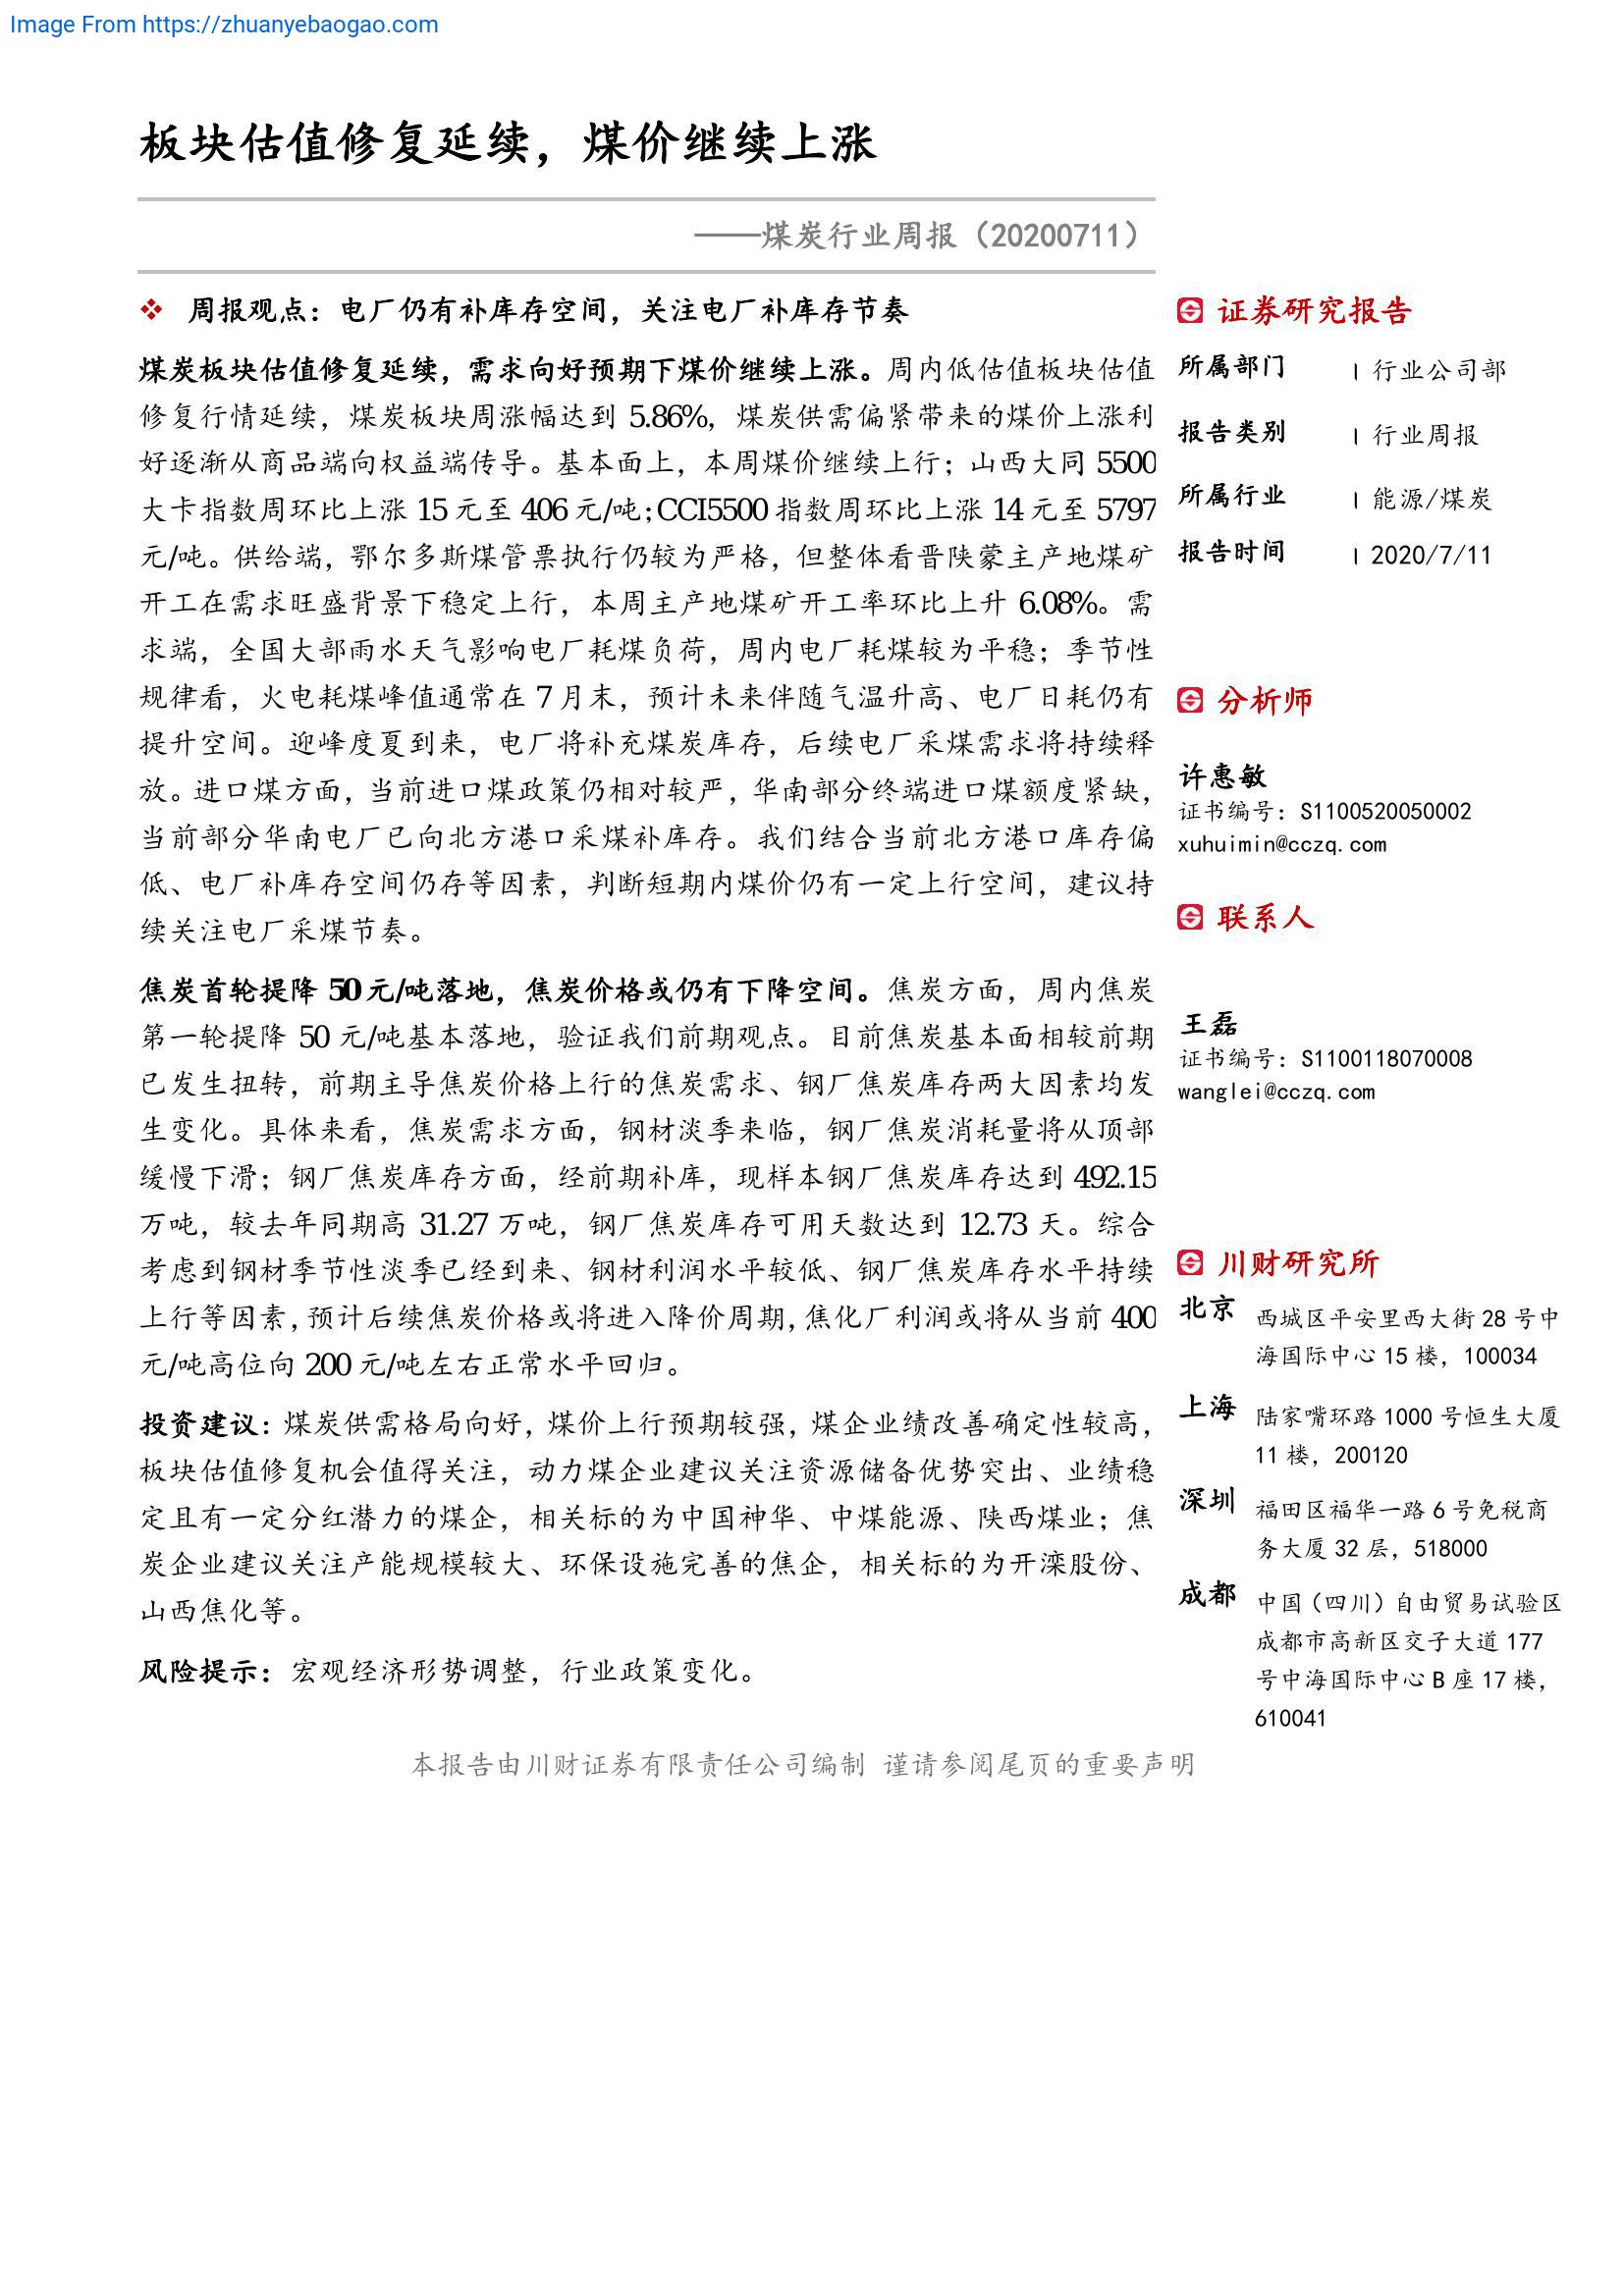 Image From https://zhuanyebaogao.com
板块估值修复延续，煤价继续上涨
——煤炭行业周报（20200711）
❖ 周报观点：电厂仍有补库存空间，关注电厂补库存节奏
煤炭板块估值修复延续，需求向好预期下煤价继续上涨。周内低估值板块估值
修复行情延续，煤炭板块周涨幅达到 5.86%，煤炭供需偏紧带来的煤价上涨利
好逐渐从商品端向权益端传导。基本面上，本周煤价继续上行；山西大同 5500
大卡指数周环比上涨 15 元至 406 元/吨；CCI5500 指数周环比上涨 14 元至 5797
元/吨。供给端，鄂尔多斯煤管票执行仍较为严格，但整体看晋陕蒙主产地煤矿
开工在需求旺盛背景下稳定上行，本周主产地煤矿开工率环比上升 6.08%。需
求端，全国大部雨水天气影响电厂耗煤负荷，周内电厂耗煤较为平稳；季节性
规律看，火电耗煤峰值通常在 7 月末，预计未来伴随气温升高、电厂日耗仍有
提升空间。迎峰度夏到来，电厂将补充煤炭库存，后续电厂采煤需求将持续释
放。进口煤方面，当前进口煤政策仍相对较严，华南部分终端进口煤额度紧缺，
当前部分华南电厂已向北方港口采煤补库存。我们结合当前北方港口库存偏
低、电厂补库存空间仍存等因素，判断短期内煤价仍有一定上行空间，建议持
续关注电厂采煤节奏。
焦炭首轮提降 50 元/吨落地，焦炭价格或仍有下降空间。焦炭方面，周内焦炭
第一轮提降 50 元/吨基本落地，验证我们前期观点。目前焦炭基本面相较前期
已发生扭转，前期主导焦炭价格上行的焦炭需求、钢厂焦炭库存两大因素均发
生变化。具体来看，焦炭需求方面，钢材淡季来临，钢厂焦炭消耗量将从顶部
缓慢下滑；钢厂焦炭库存方面，经前期补库，现样本钢厂焦炭库存达到 492.15
万吨，较去年同期高 31.27 万吨，钢厂焦炭库存可用天数达到 12.73 天。综合
考虑到钢材季节性淡季已经到来、钢材利润水平较低、钢厂焦炭库存水平持续
上行等因素，预计后续焦炭价格或将进入降价周期，焦化厂利润或将从当前 400
元/吨高位向 200 元/吨左右正常水平回归。
投资建议：煤炭供需格局向好，煤价上行预期较强，煤企业绩改善确定性较高，
板块估值修复机会值得关注，动力煤企业建议关注资源储备优势突出、业绩稳
定且有一定分红潜力的煤企，相关标的为中国神华、中煤能源、陕西煤业；焦
炭企业建议关注产能规模较大、环保设施完善的焦企，相关标的为开滦股份、
山西焦化等。
风险提示：宏观经济形势调整，行业政策变化。
证券研究报告
所属部门 | 行业公司部
报告类别 | 行业周报
所属行业 | 能源/煤炭
报告时间 | 2020/7/11
分析师
许惠敏
证书编号：S1100520050002
xuhuimin@cczq.com
联系人
王磊
证书编号：S1100118070008
wanglei@cczq.com
川财研究所
北京 西城区平安里西大街 28 号中
海国际中心 15 楼，100034
上海 陆家嘴环路 1000 号恒生大厦
11 楼，200120
深圳 福田区福华一路 6 号免税商
务大厦 32 层，518000
成都 中国（四川）自由贸易试验区
成都市高新区交子大道 177
号中海国际中心 B 座 17 楼，
610041
本报告由川财证券有限责任公司编制 谨请参阅尾页的重要声明